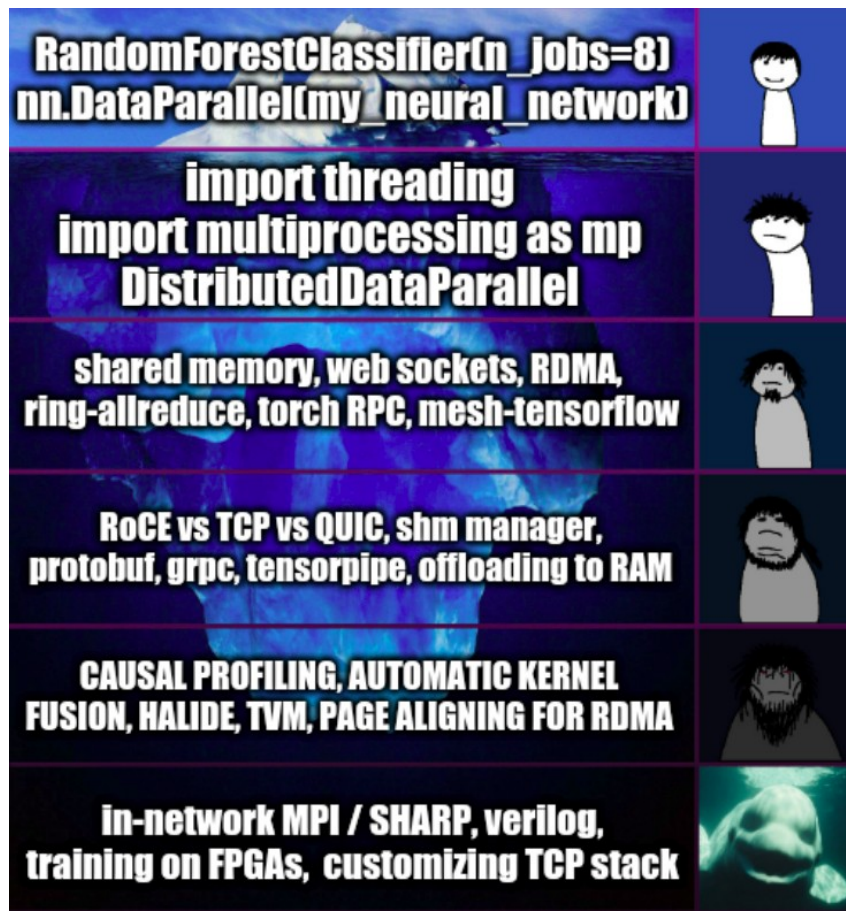 RandomForestClassifier(n_jobs=8)
nn.DataParallel(my_neural_network)
import threading
import multiprocessing as mp
DistributedDataParallel
shared memory, web sockets, RDMA,
ring-allreduce, torch RPC, mesh-tensorflow
RoCE vs TCP vs QUIC, shm manager,
protobuf, grpc, tensorpipe, offloading to RAM
CAUSAL PROFILING, AUTOMATIC KERNEL
FUSION, HALIDE, TVM, PAGE ALIGNING FOR RDMA
in-network MPI / SHARP, verilog,
training on FPGAs, customizing TCP stack